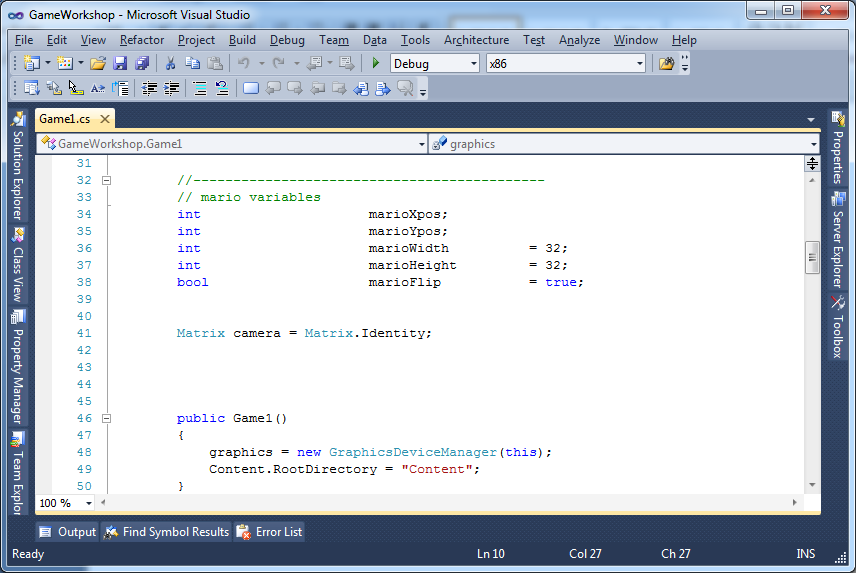 GameWorkshop - Microsoft Visual Studio
File Edit View Refactor Project Build Debug Team Data Tools Architecture Test Analyze Window Help
Debug x86
Game1.cs
GameWorkshop.Game1 graphics
31
32 //--------------------------------------------
33 // mario variables
34 int marioXpos;
35 int marioYpos;
36 int marioWidth = 32;
37 int marioHeight = 32;
38 bool marioFlip = true;
39
40
41 Matrix camera = Matrix.Identity;
42
43
44
45
46 public Game1()
47 {
48 graphics = new GraphicsDeviceManager(this);
49 Content.RootDirectory = "Content";
50 }
100 %
Solution Explorer
Class View
Property Manager
Team Explor
Properties
Server Explorer
Toolbox
Output Find Symbol Results Error List
Ready Ln 10 Col 27 Ch 27 INS